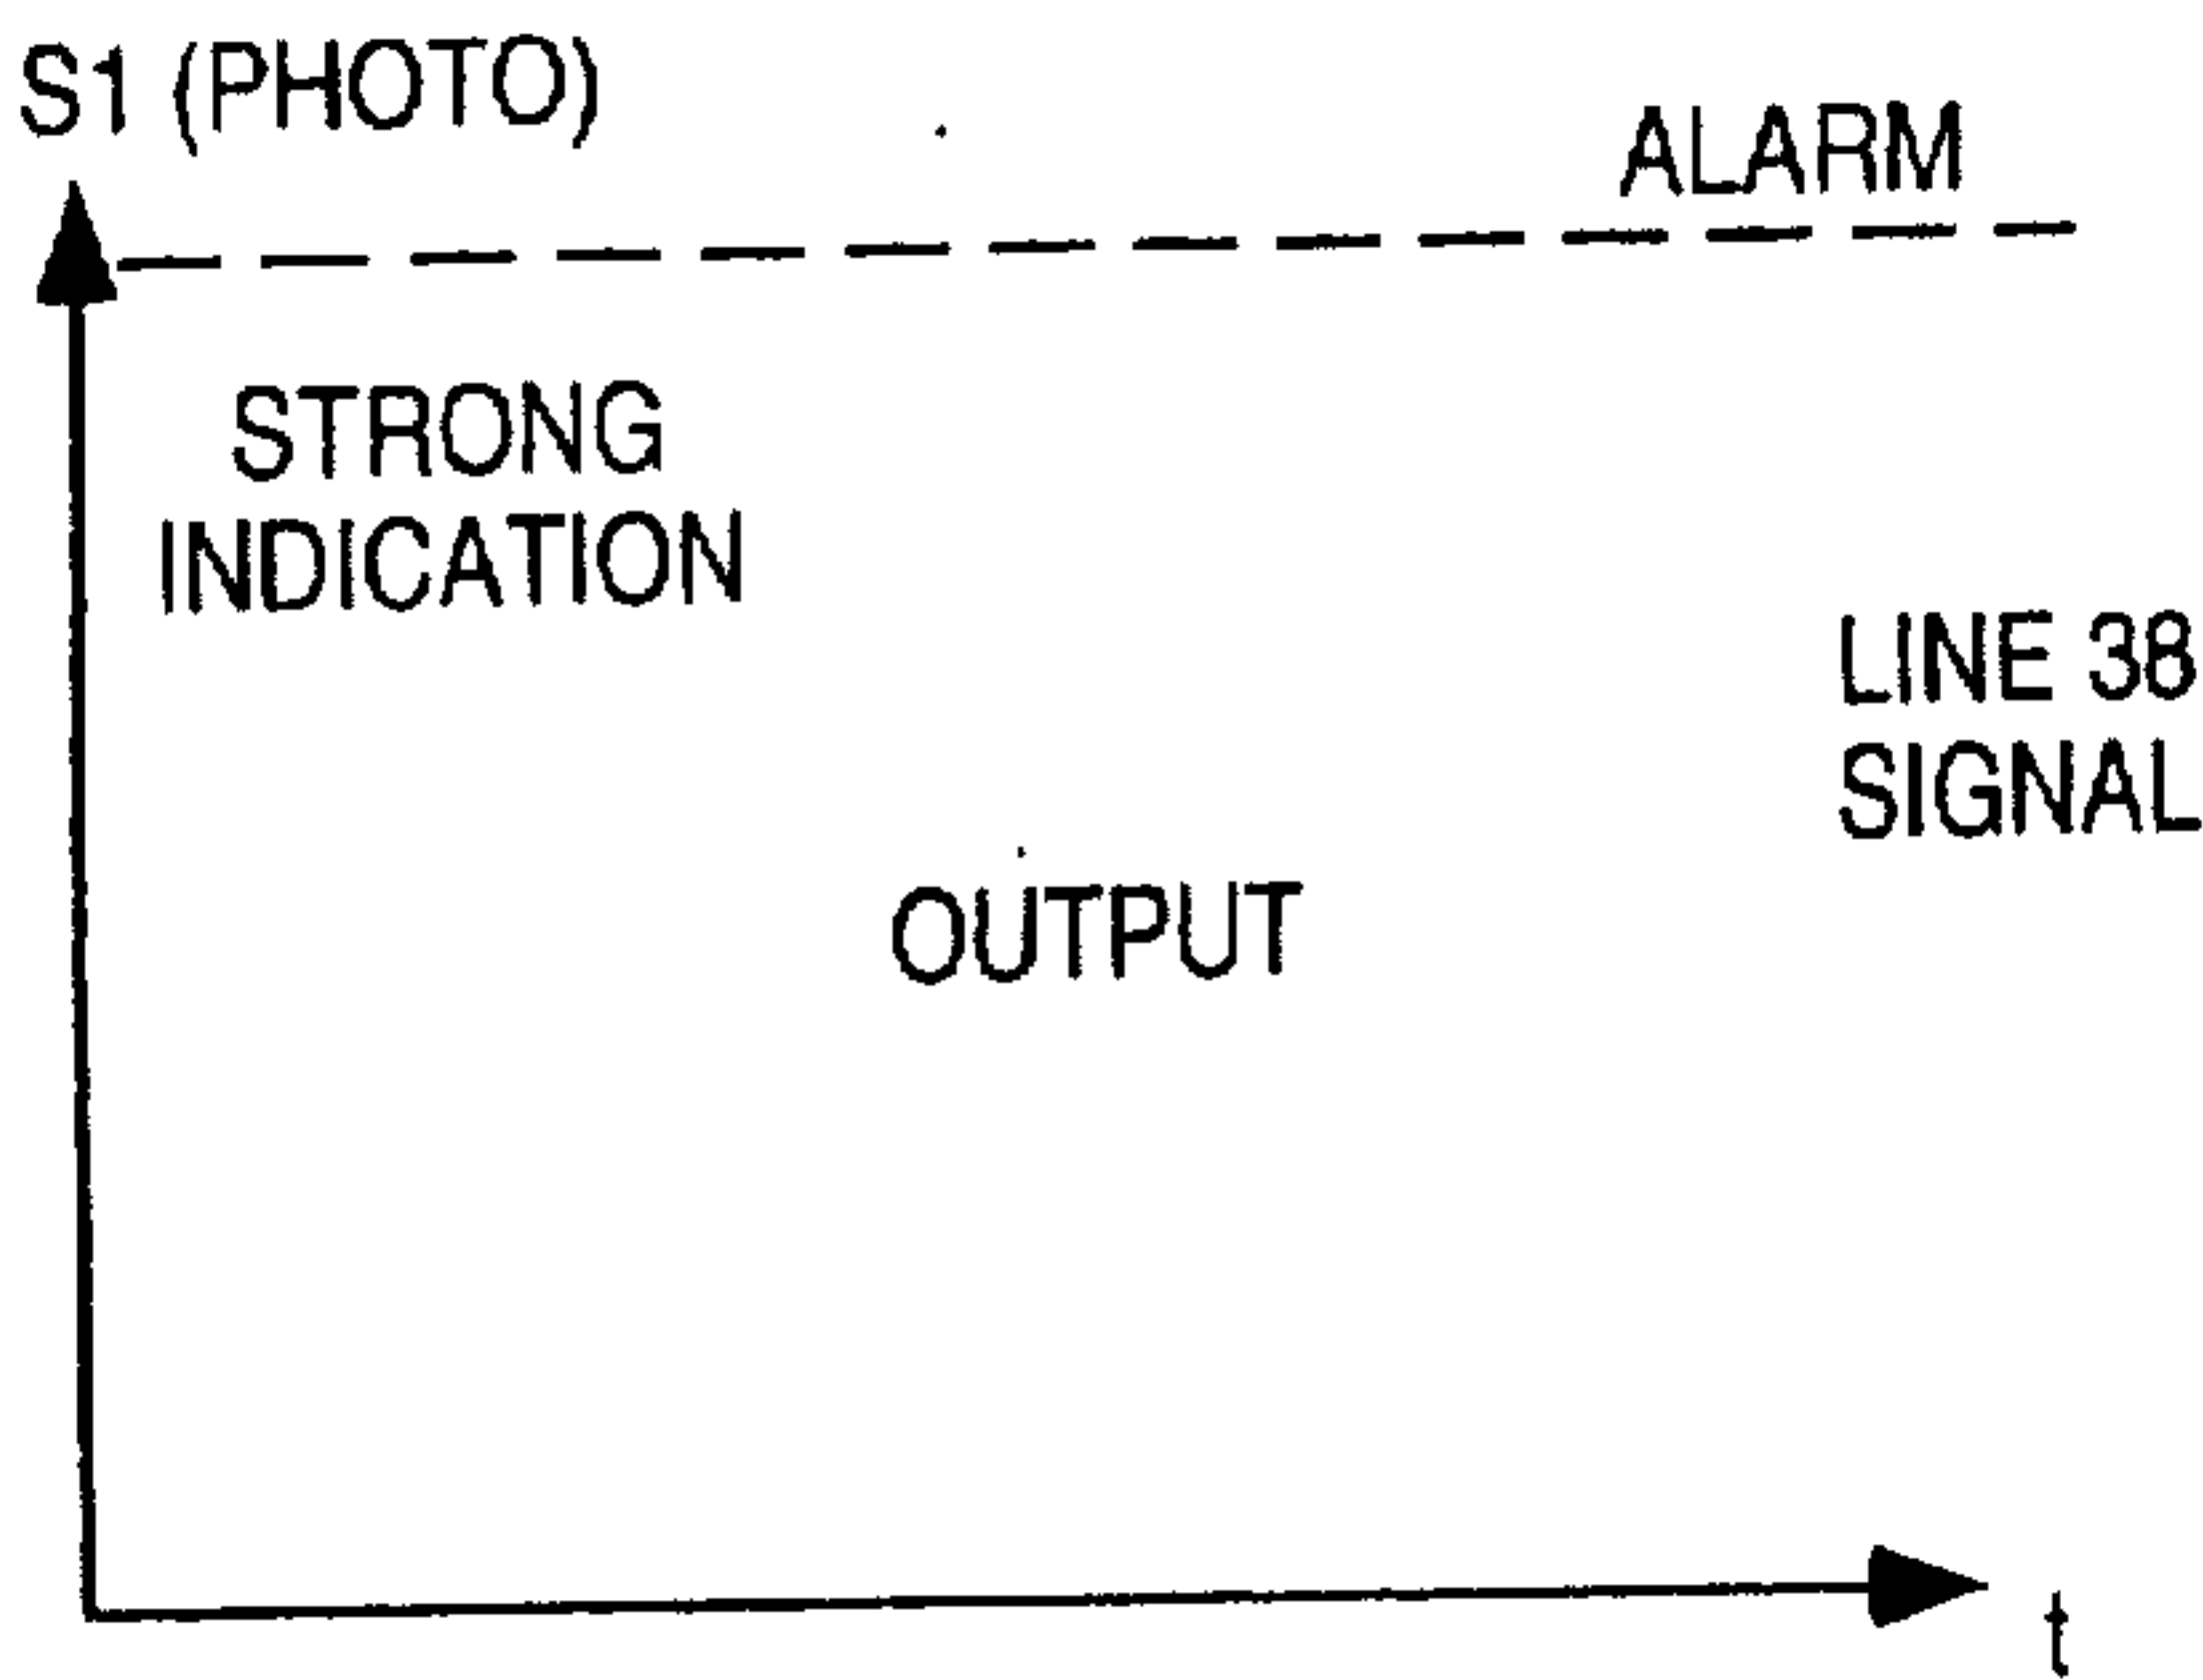 S1 (PHOTO)
ALARM
STRONG
INDICATION
LINE 38
SIGNAL
OUTPUT
t